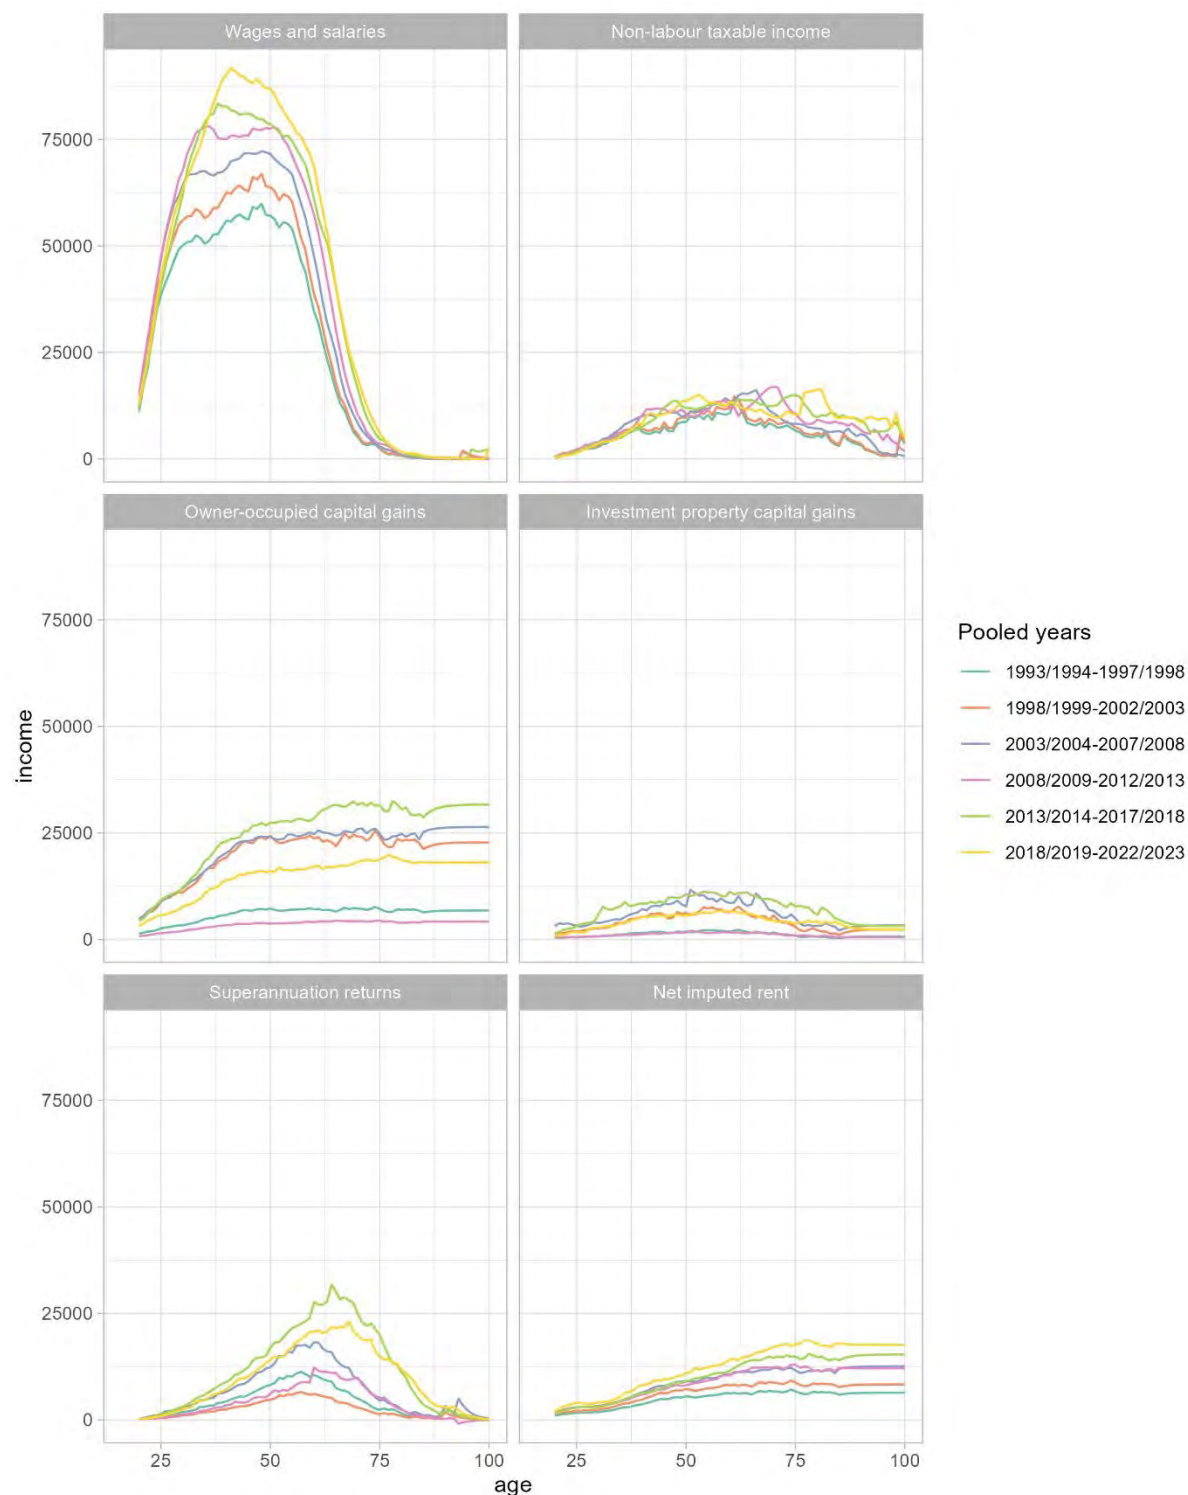 Wages and salaries
Non-labour taxable income
75000
50000
25000
0
Owner-occupied capital gains
Investment property capital gains
75000
50000
25000
0
income
Superannuation returns
Net imputed rent
75000
50000
25000
0
25 50 75 100
25 50 75 100
age
Pooled years
1993/1994-1997/1998
1998/1999-2002/2003
2003/2004-2007/2008
2008/2009-2012/2013
2013/2014-2017/2018
2018/2019-2022/2023